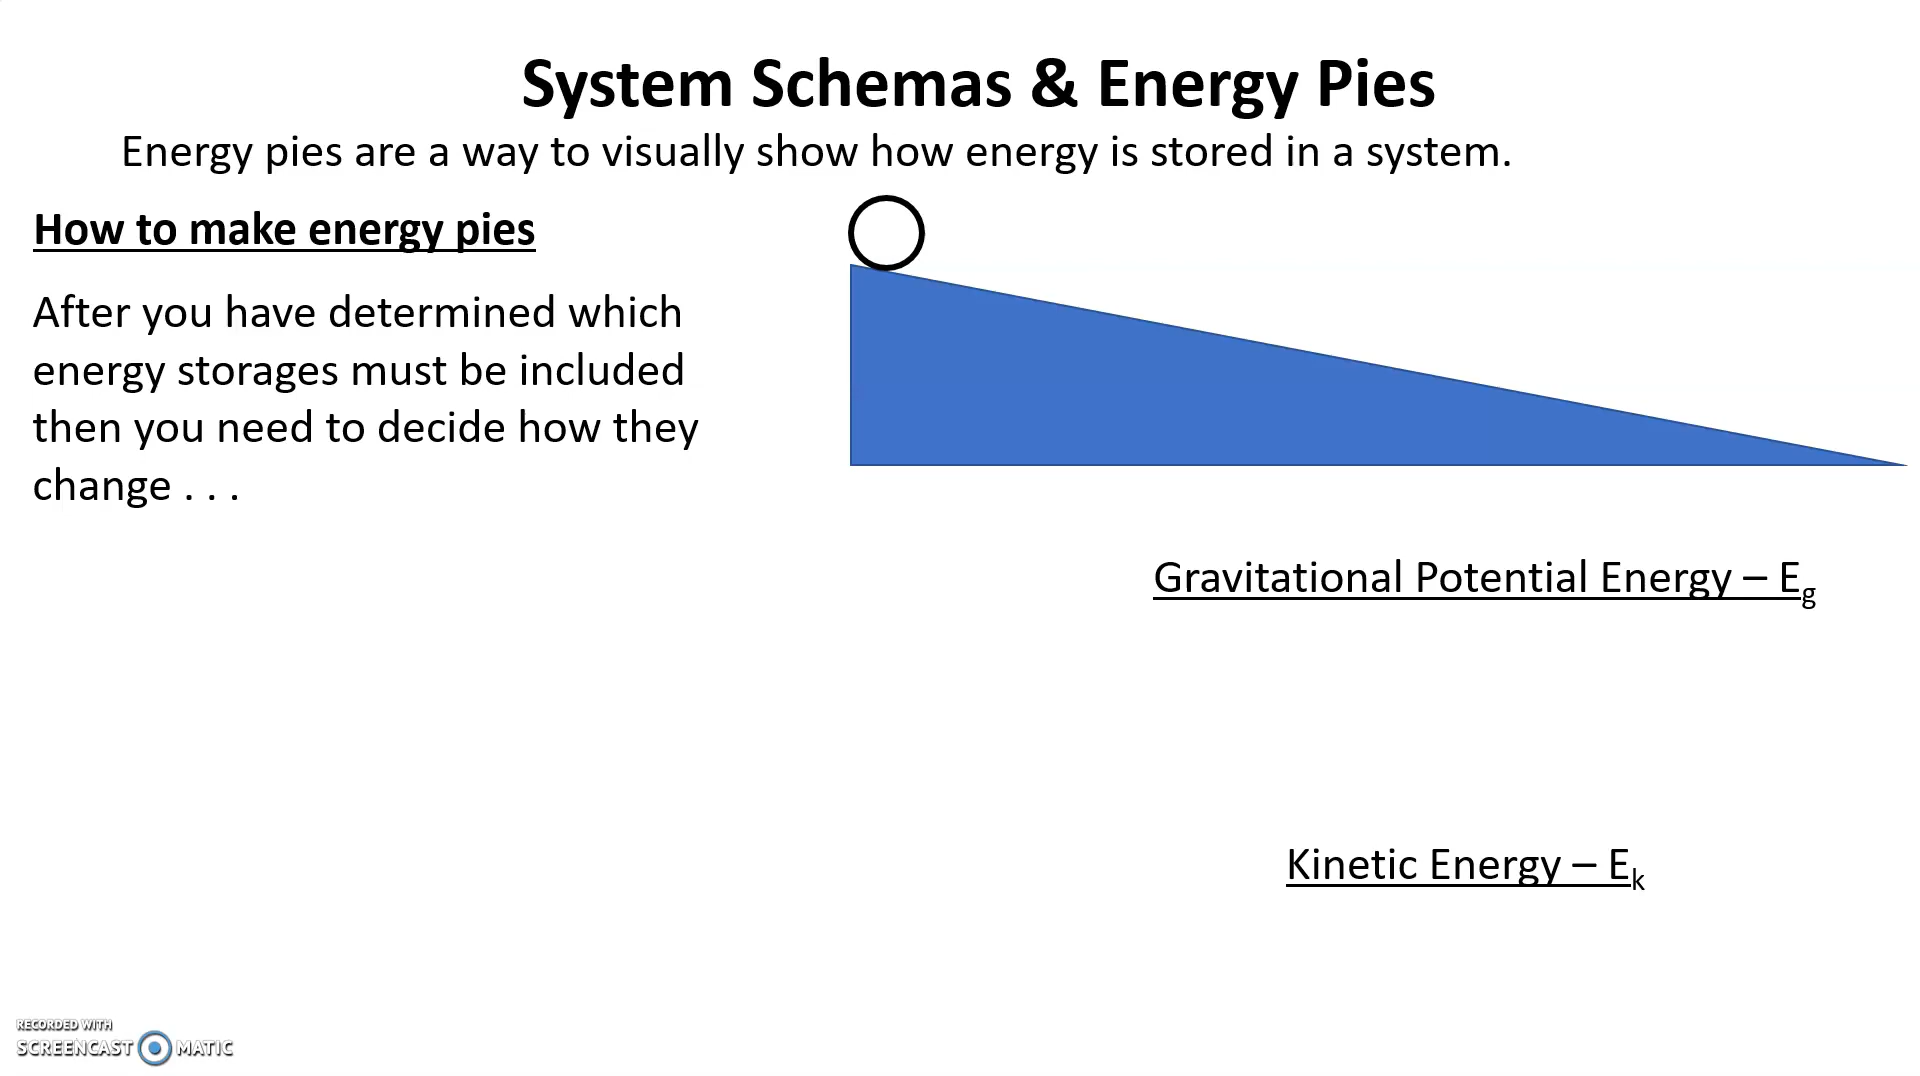 System Schemas & Energy Pies
Energy pies are a way to visually show how energy is stored in a system.
How to make energy pies
After you have determined which
energy storages must be included
then you need to decide how they
change . . .
Gravitational Potential Energy – Eg
Kinetic Energy – Ek
RECORDED WITH
SCREENCAST MATIC